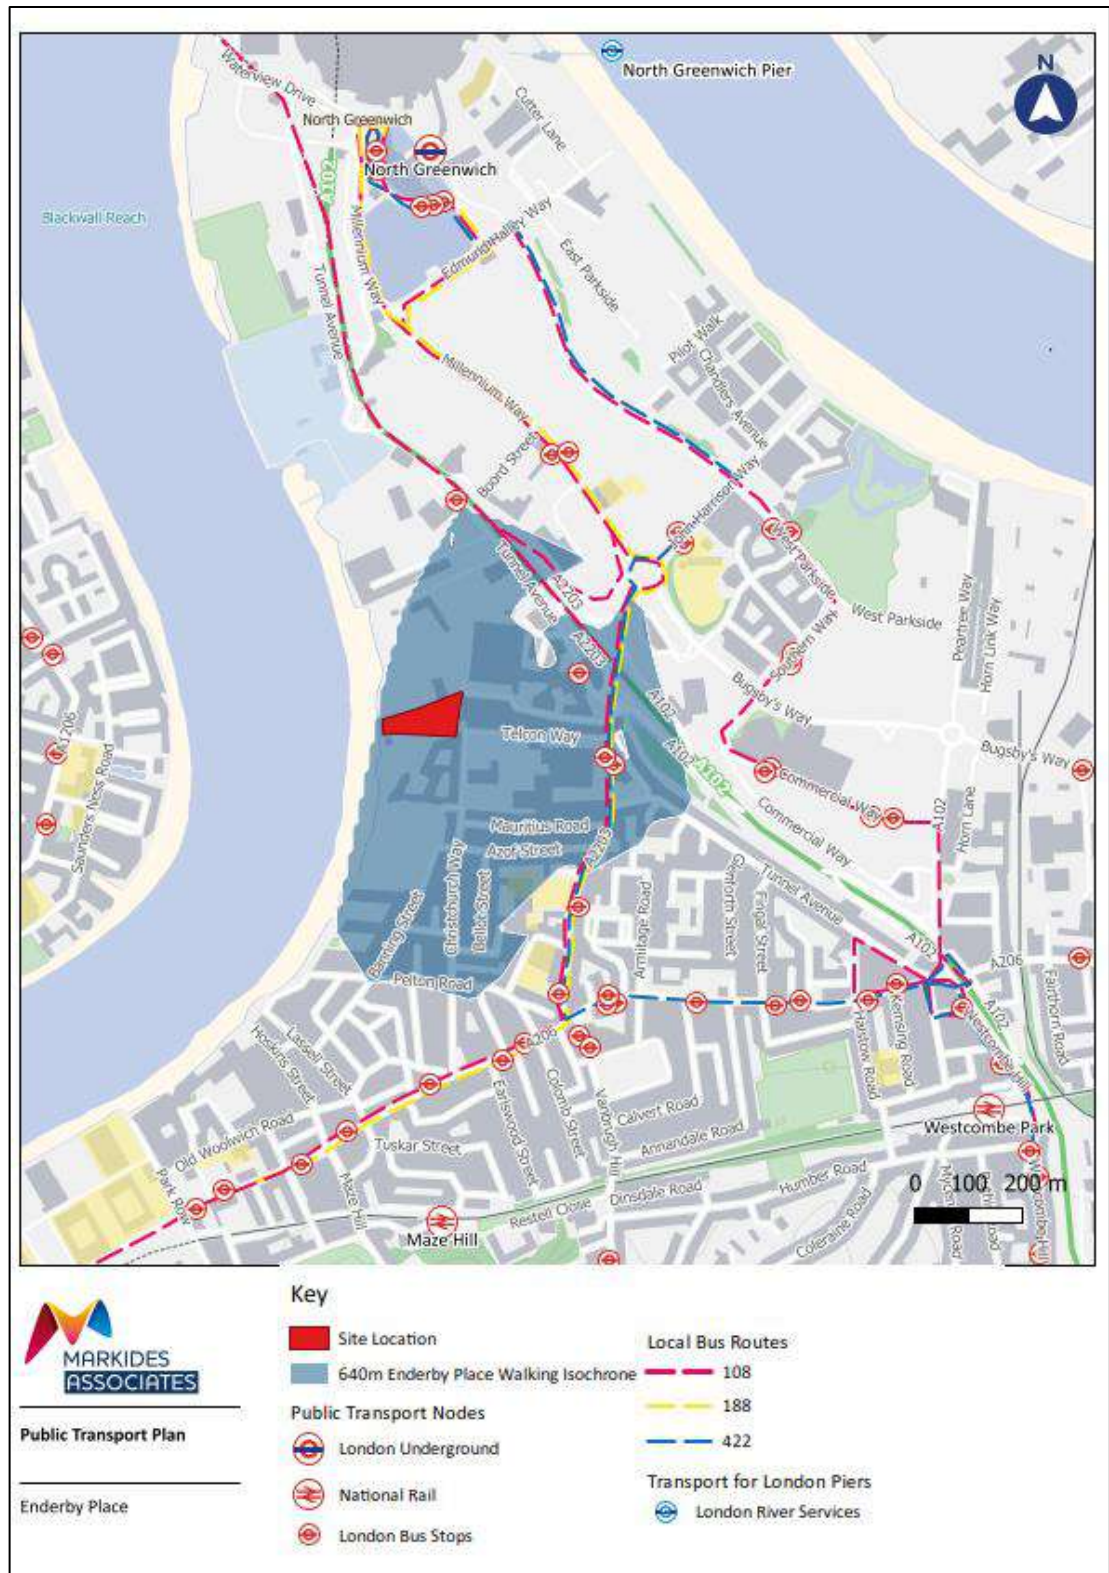 N
North Greenwich Pier
Waterview Drive
North Greenwich
Cutter Lane
North Greenwich
A102
Blackwall Reach
Millennium Way
Edmund Halley Way
East Parkside
Tunnel Avenue
Pilot Walk
Chandlers Avenue
Millennium Way
Boord Street
John Harrison Way
West Parkside
Tunnel Avenue
A2203
West Parkside
Peartree Way
Horn Link Way
A2203
Southern Way
Bugsby's Way
A102
A1206
Saunders Ness Road
Telcon Way
A102
A102
Bugsby's Way
Commercial Way
A102
Horn Lane
Commercial Way
Mauritius Road
Azof Street
A2203
Christchurch Way
Bellot Street
Banning Street
Pelton Road
Armitage Road
Glenforth Street
Fingal Street
Tunnel Avenue
A102
A206
A102
Fairthorn Road
Lassell Street
Hoskins Street
A206
Earlswood Street
Colomb Street
Vanbrugh Hill
Halstow Road
Kemsing Road
Westcombe Hill
Calvert Road
Annandale Road
Westcombe Park
Old Woolwich Road
Tuskar Street
Park Row
Maze Hill
Restell Close
Dinsdale Road
Humber Road
Coleraine Road
Maze Hill
0 100 200 m
Key
MARKIDES
ASSOCIATES
Public Transport Plan
Enderby Place
Site Location
640m Enderby Place Walking Isochrone
Public Transport Nodes
London Underground
National Rail
London Bus Stops
Local Bus Routes
108
188
422
Transport for London Piers
London River Services